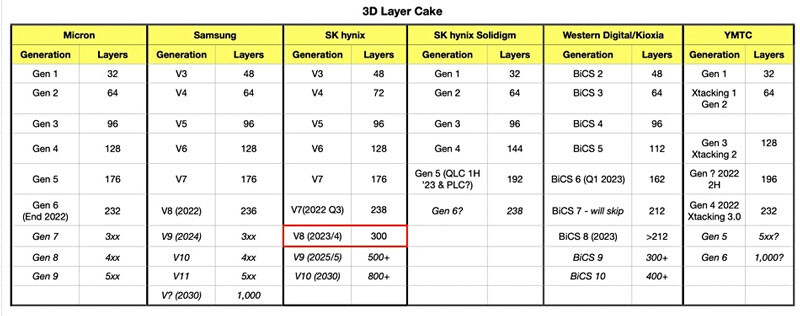 3D Layer Cake
Micron Samsung SK hynix SK hynix Solidigm Western Digital/Kioxia YMTC
Generation Layers Generation Layers Generation Layers Generation Layers Generation Layers Generation Layers
Gen 1 32 V3 48 V3 48 Gen 1 32 BiCS 2 48 Gen 1 32
Gen 2 64 V4 64 V4 72 Gen 2 64 BiCS 3 64 Xtacking 1 64
Gen 2
Gen 3 96 V5 96 V5 96 Gen 3 96 BiCS 4 96
Gen 4 128 V6 128 V6 128 Gen 4 144 BiCS 5 112 Gen 3 128
Xtacking 2
Gen 5 176 V7 176 V7 176 Gen 5 (QLC 1H 192 BiCS 6 (Q1 2023) 162 Gen ? 2022 196
'23 & PLC?) 2H
Gen 6 232 V8 (2022) 236 V7(2022 Q3) 238 Gen 6? 238 BiCS 7 - will skip 212 Gen 4 2022 232
(End 2022) Xtacking 3.0
Gen 7 3xx V9 (2024) 3xx V8 (2023/4) 300 BiCS 8 (2023) >212 Gen 5 5xx?
Gen 8 4xx V10 4xx V9 (2025/5) 500+ BiCS 9 300+ Gen 6 1,000?
Gen 9 5xx V11 5xx V10 (2030) 800+ BiCS 10 400+
V? (2030) 1,000